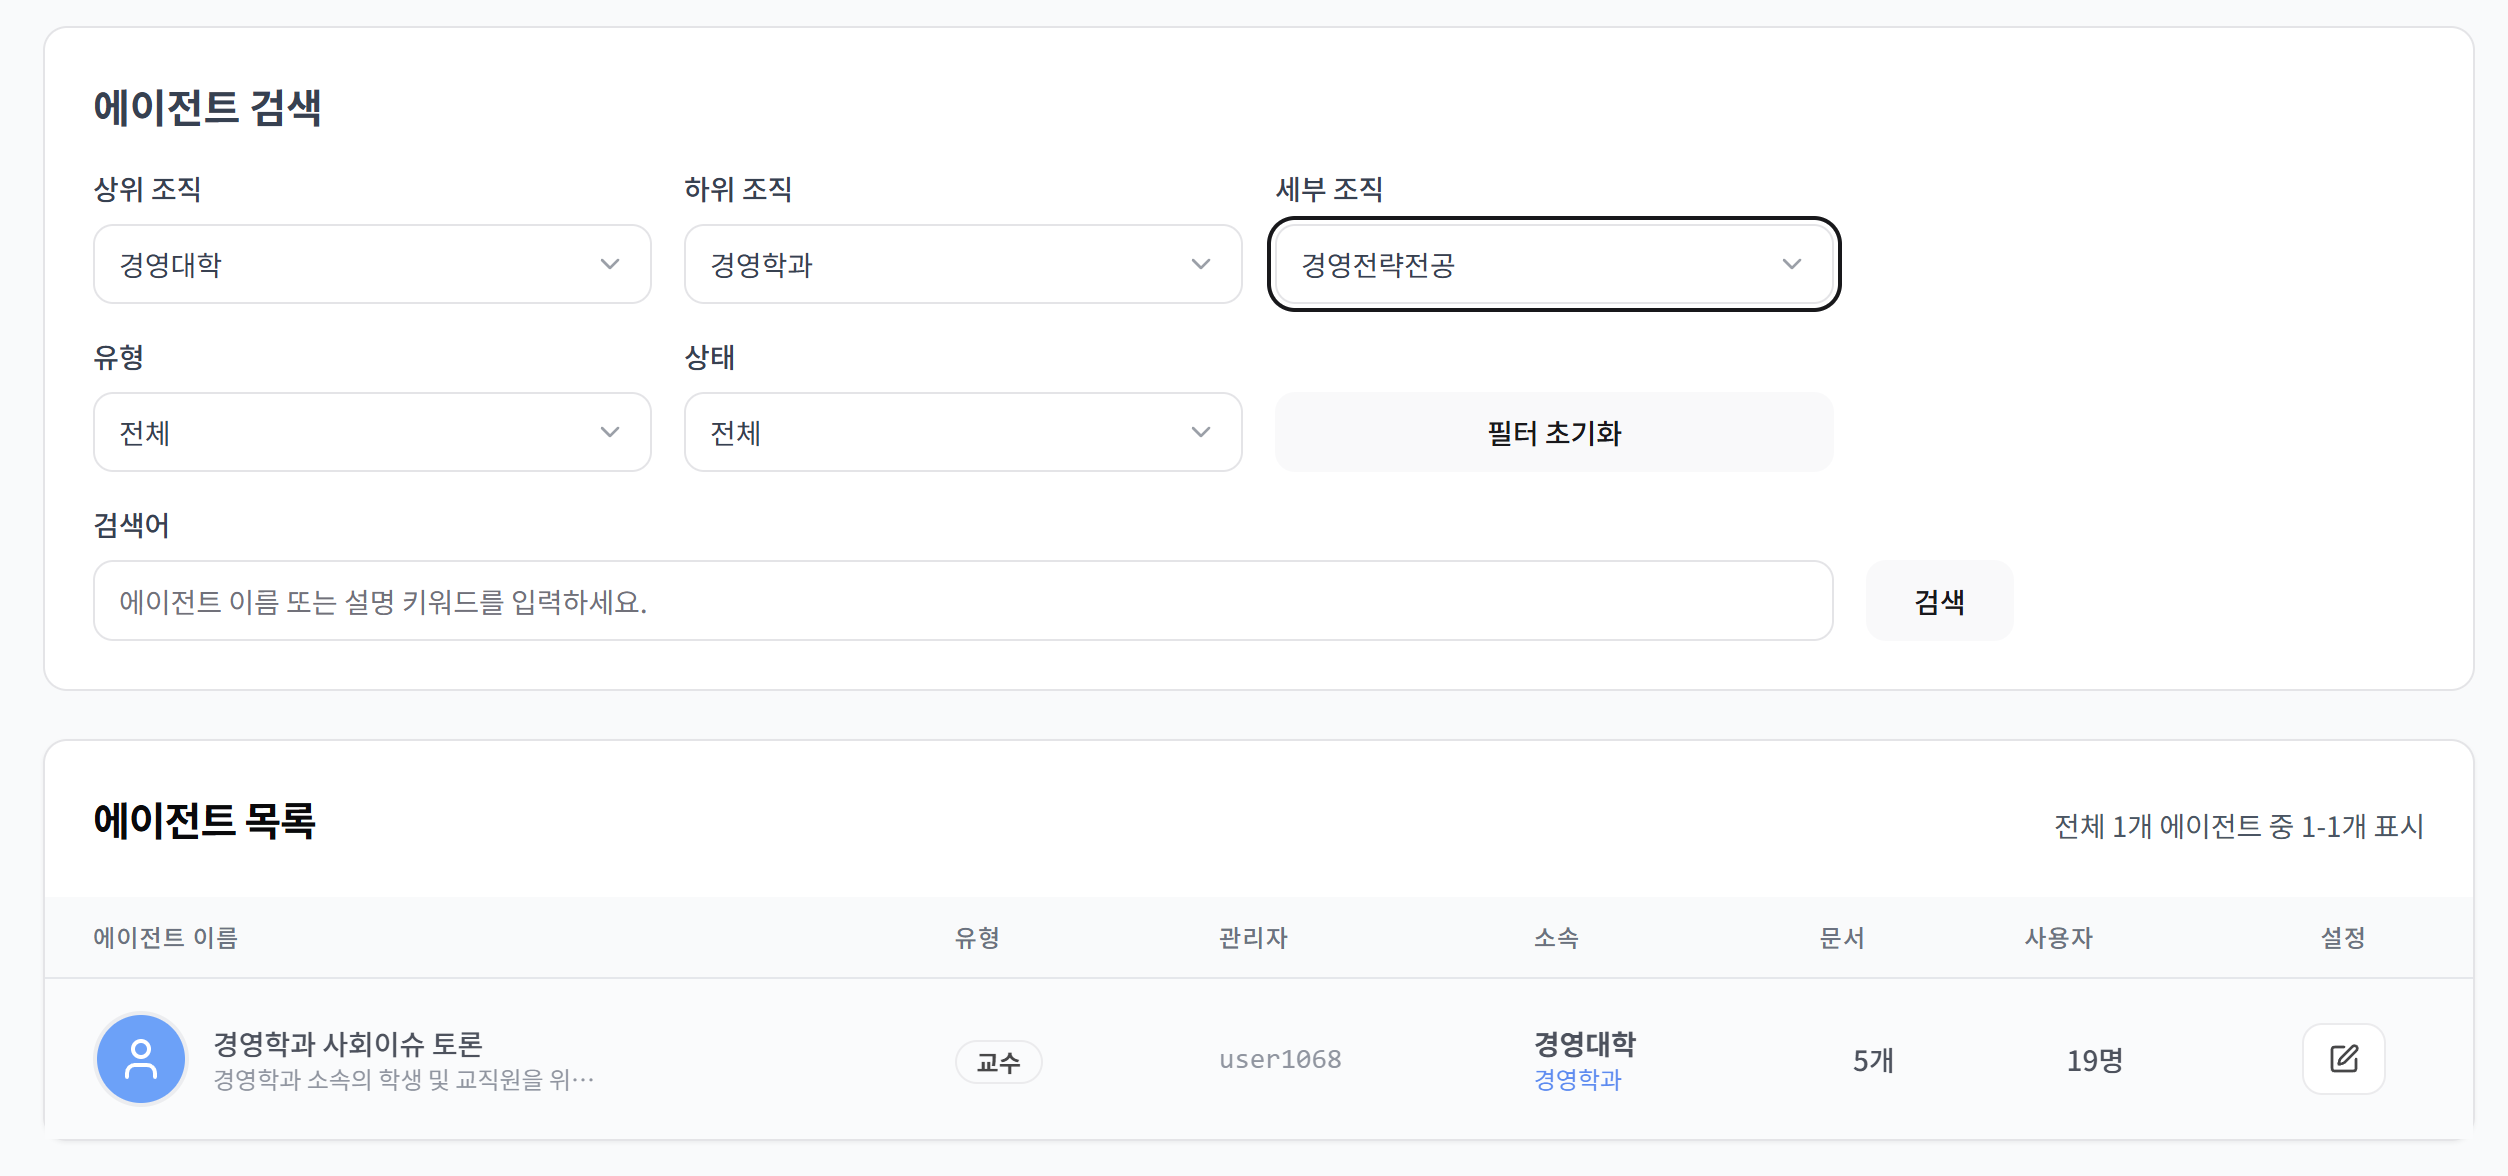 에이전트 검색
상위 조직
하위 조직
세부 조직
경영대학
경영학과
경영전략전공
유형
상태
전체
전체
필터 초기화
검색어
에이전트 이름 또는 설명 키워드를 입력하세요.
검색
에이전트 목록
전체 1개 에이전트 중 1-1개 표시
에이전트 이름
유형
관리자
소속
문서
사용자
설정
경영학과 사회이슈 토론
경영학과 소속의 학생 및 교직원을 위…
교수
user1068
경영대학
경영학과
5개
19명